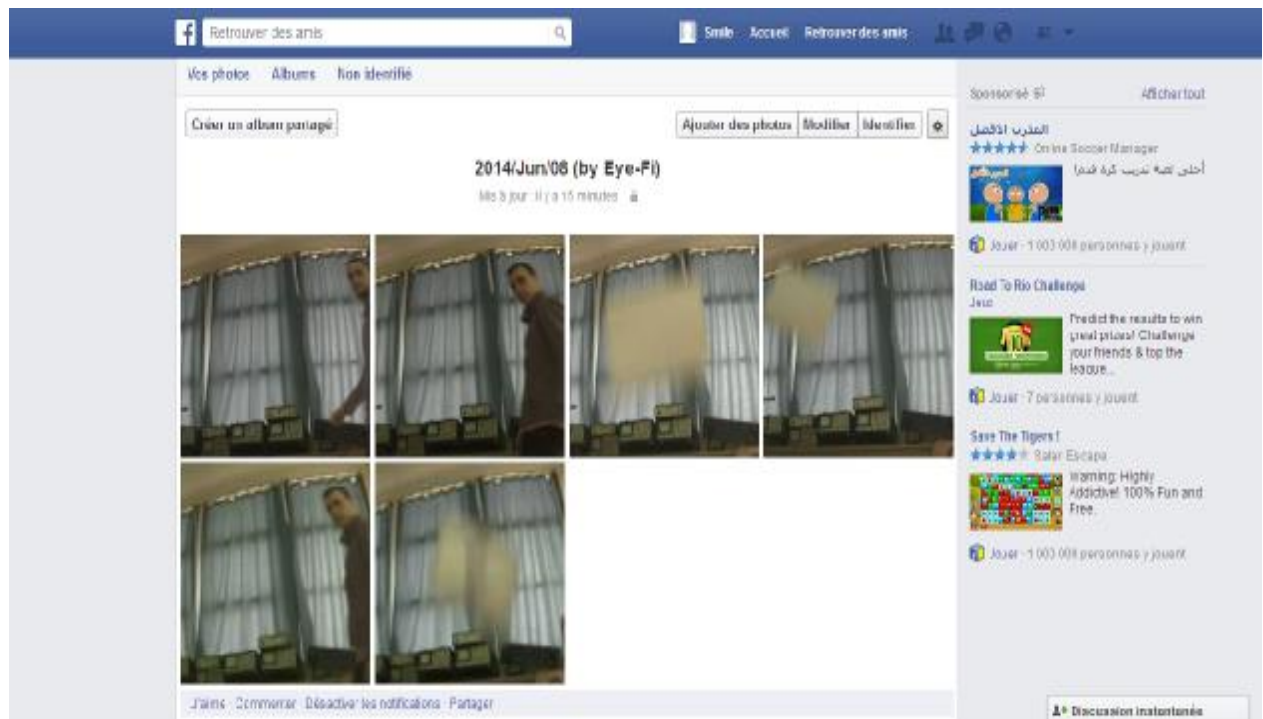 Retrouver des amis
Smile Accueil Retrouver des amis
Vos photos Albums Non identifié
Créer un album partagé
Ajouter des photos Modifier Identifier
2014/Jun/08 (by Eye-Fi)
Mis à jour il y a 15 minutes
J'aime · Commenter · Désactiver les notifications · Partager
Sponsorisé
Afficher tout
المدرب الأفضل
Online Soccer Manager
أحلى لعبة تدريب كرة قدم!
Jouer · 1 003 008 personnes y jouent
Road To Rio Challenge
Jeux
Predict the results to win
great prizes! Challenge
your friends & top the
league...
Jouer · 7 personnes y jouent
Save The Tigers !
Safar Escape
Warning: Highly
Addictive! 100% Fun and
Free.
Jouer · 1 003 008 personnes y jouent
Discussion instantanée